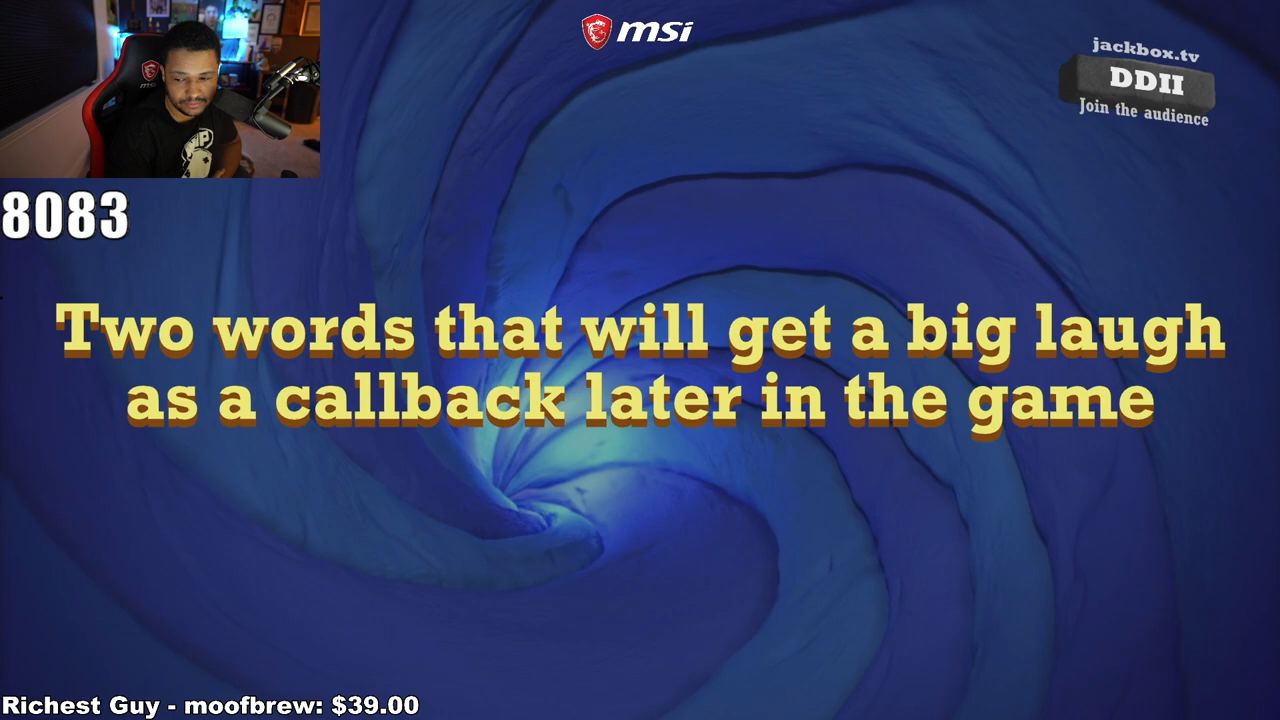 msi
jackbox.tv
DDII
Join the audience
8083
Two words that will get a big laugh
as a callback later in the game
Richest Guy - moofbrew: $39.00